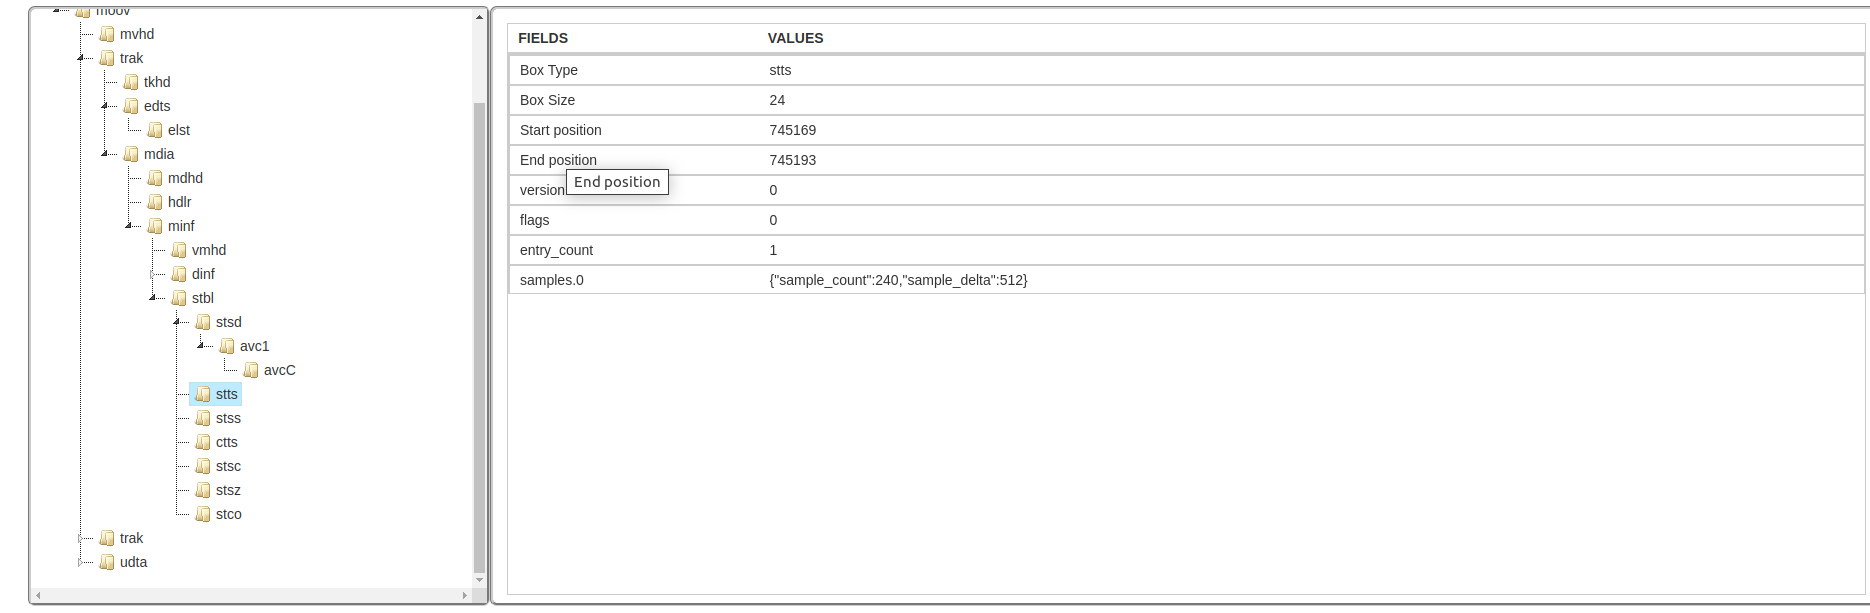 moov
mvhd
trak
tkhd
edts
elst
mdia
mdhd
hdlr
minf
vmhd
dinf
stbl
stsd
avc1
avcC
stts
stss
ctts
stsc
stsz
stco
trak
udta
FIELDS VALUES
Box Type stts
Box Size 24
Start position 745169
End position 745193
End position
version 0
flags 0
entry_count 1
samples.0 {"sample_count":240,"sample_delta":512}